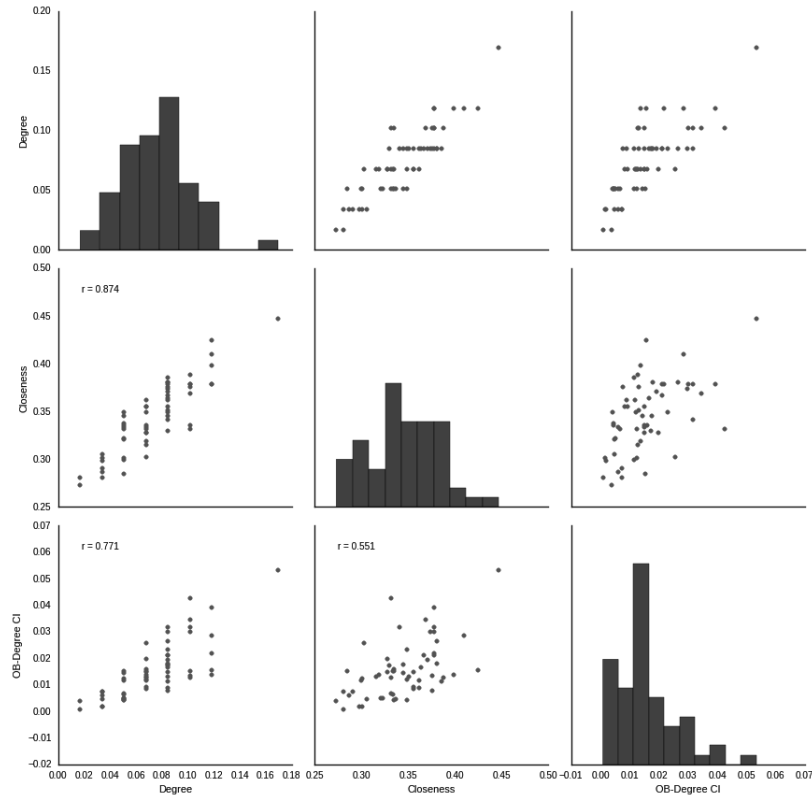 0.20
0.15
0.10
0.05
0.00
Degree
0.50
0.45
0.40
0.35
0.30
0.25
Closeness
r = 0.874
0.07
0.06
0.05
0.04
0.03
0.02
0.01
0.00
−0.01
−0.02
OB-Degree CI
r = 0.771
r = 0.551
0.00 0.02 0.04 0.06 0.08 0.10 0.12 0.14 0.16 0.18
Degree
0.25 0.30 0.35 0.40 0.45 0.50
Closeness
−0.01 0.00 0.01 0.02 0.03 0.04 0.05 0.06 0.07
OB-Degree CI